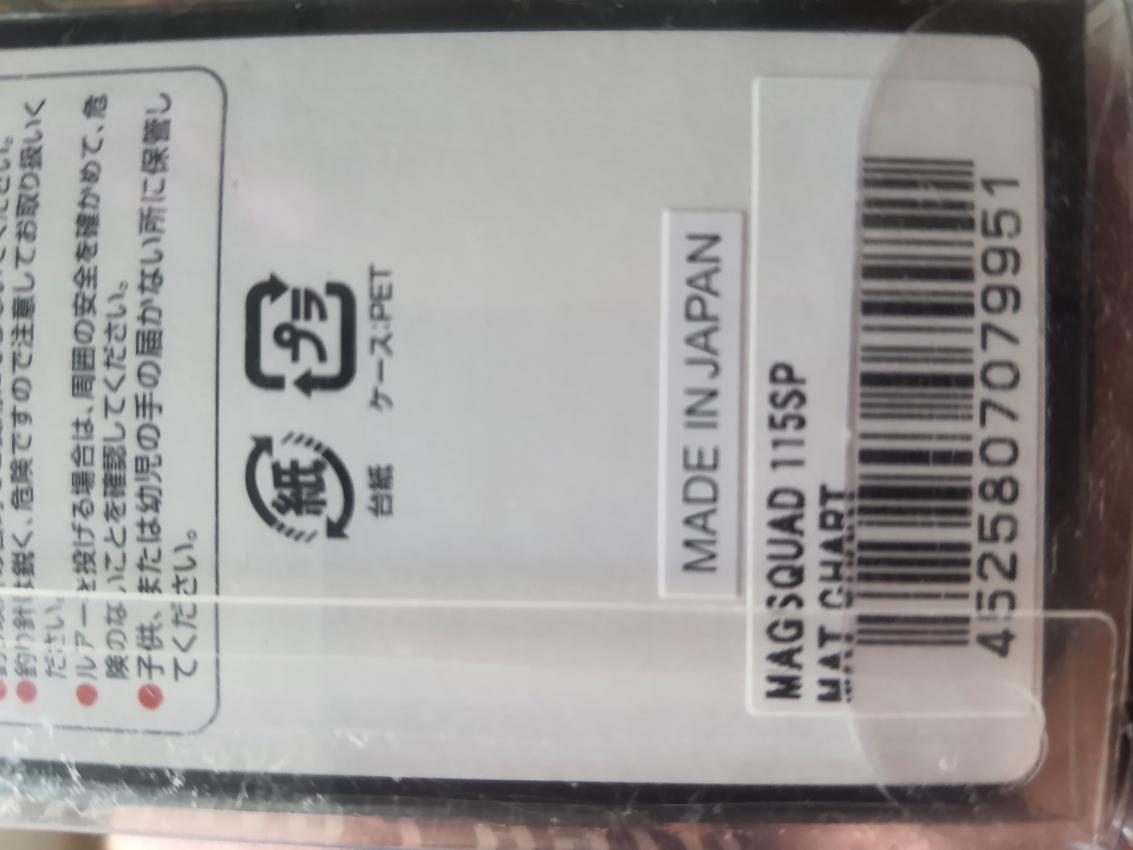 ださい。
●釣り針は鋭く、危険ですので注意してお取り扱いく
ださい。
●ルアーを投げる場合は、周囲の安全を確かめて、危
険のないことを確認してください。
●子供、または幼児の手の届かない所に保管し
てください。
紙
プラ
台紙
ケース:PET
MADE IN JAPAN
MAGSQUAD 115SP
MAT CHART
4525807079951